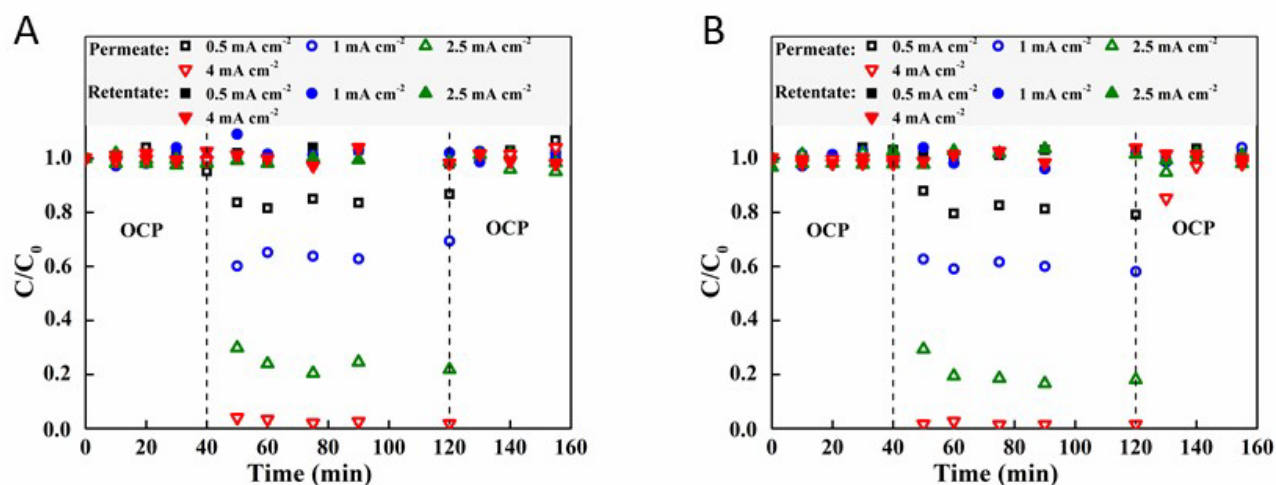 A
Permeate: 0.5 mA cm⁻² 1 mA cm⁻² 2.5 mA cm⁻²
4 mA cm⁻²
Retentate: 0.5 mA cm⁻² 1 mA cm⁻² 2.5 mA cm⁻²
4 mA cm⁻²
1.0
0.8
0.6
0.4
0.2
0.0
C/C₀
OCP
OCP
0 20 40 60 80 100 120 140 160
Time (min)
B
Permeate: 0.5 mA cm⁻² 1 mA cm⁻² 2.5 mA cm⁻²
4 mA cm⁻²
Retentate: 0.5 mA cm⁻² 1 mA cm⁻² 2.5 mA cm⁻²
4 mA cm⁻²
1.0
0.8
0.6
0.4
0.2
0.0
C/C₀
OCP
OCP
0 20 40 60 80 100 120 140 160
Time (min)